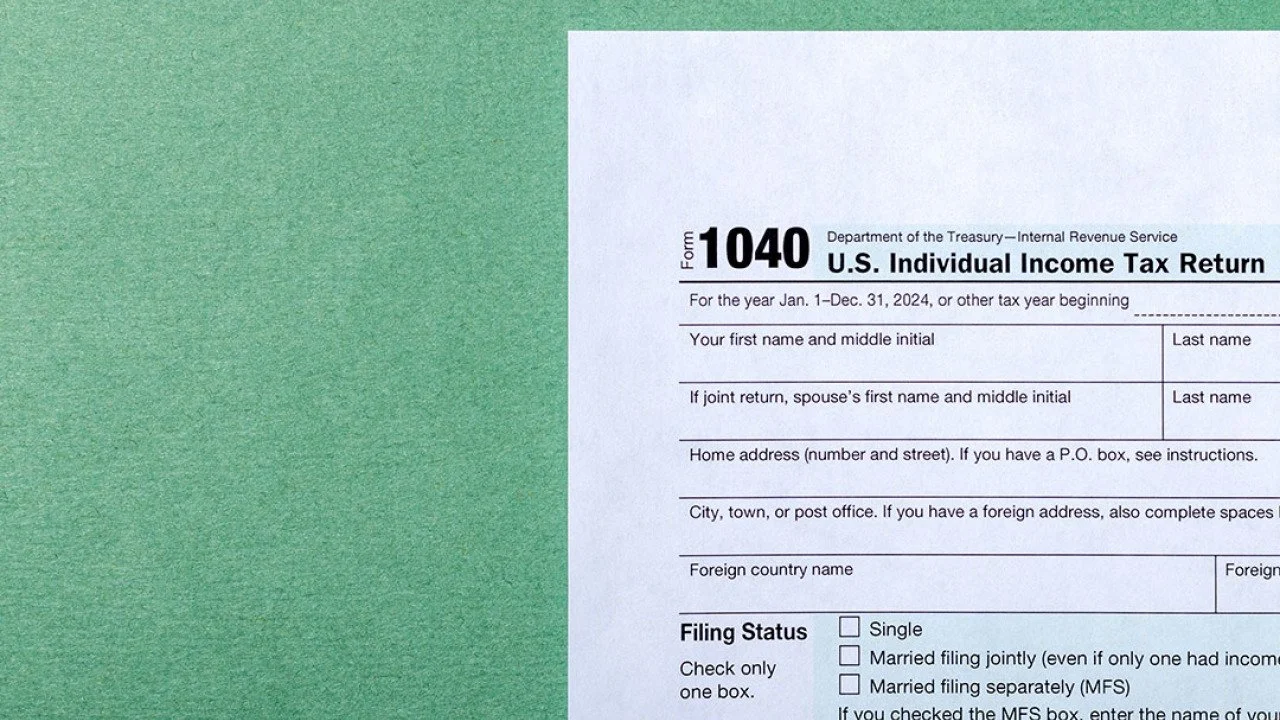 Form 1040
Department of the Treasury—Internal Revenue Service
U.S. Individual Income Tax Return
For the year Jan. 1–Dec. 31, 2024, or other tax year beginning
Your first name and middle initial
Last name
If joint return, spouse's first name and middle initial
Last name
Home address (number and street). If you have a P.O. box, see instructions.
City, town, or post office. If you have a foreign address, also complete spaces
Foreign country name
Foreign
Filing Status
Check only
one box.
Single
Married filing jointly (even if only one had income
Married filing separately (MFS)
If you checked the MFS box, enter the name of your